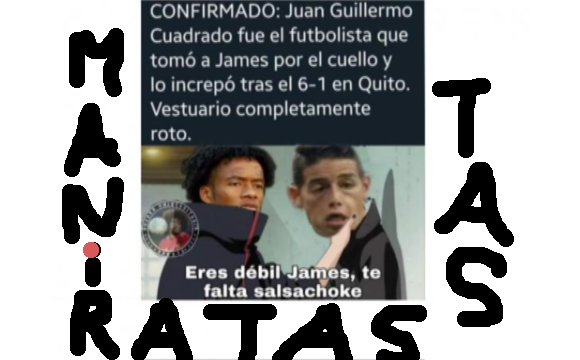 CONFIRMADO: Juan Guillermo
Cuadrado fue el futbolista que
tomó a James por el cuello y
lo increpó tras el 6-1 en Quito.
Vestuario completamente
roto.
MANi
TAS
Eres débil James, te
falta salsachoke
RATAS